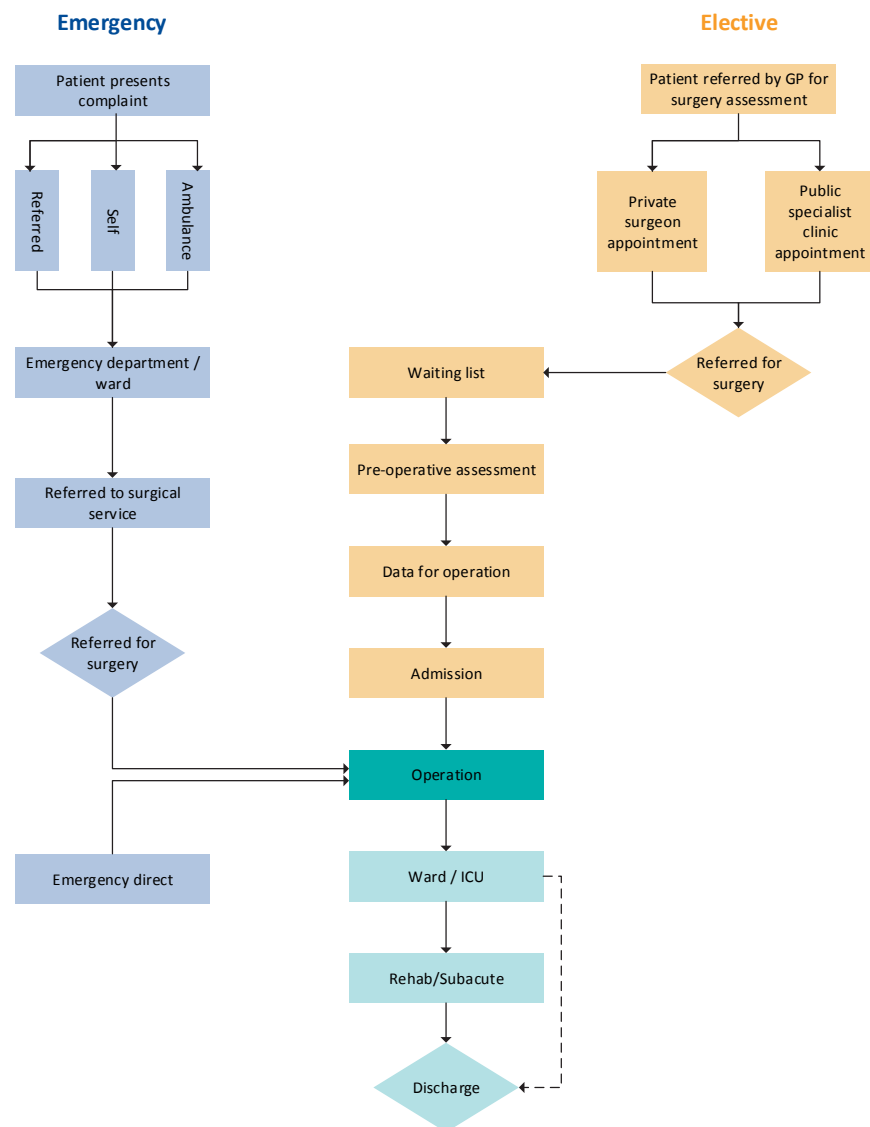 Emergency
Elective
Patient presents
complaint
Patient referred by GP for
surgery assessment
Referred
Self
Ambulance
Private
surgeon
appointment
Public
specialist
clinic
appointment
Emergency department /
ward
Waiting list
Referred for
surgery
Pre-operative assessment
Referred to surgical
service
Data for operation
Referred for
surgery
Admission
Operation
Emergency direct
Ward / ICU
Rehab/Subacute
Discharge